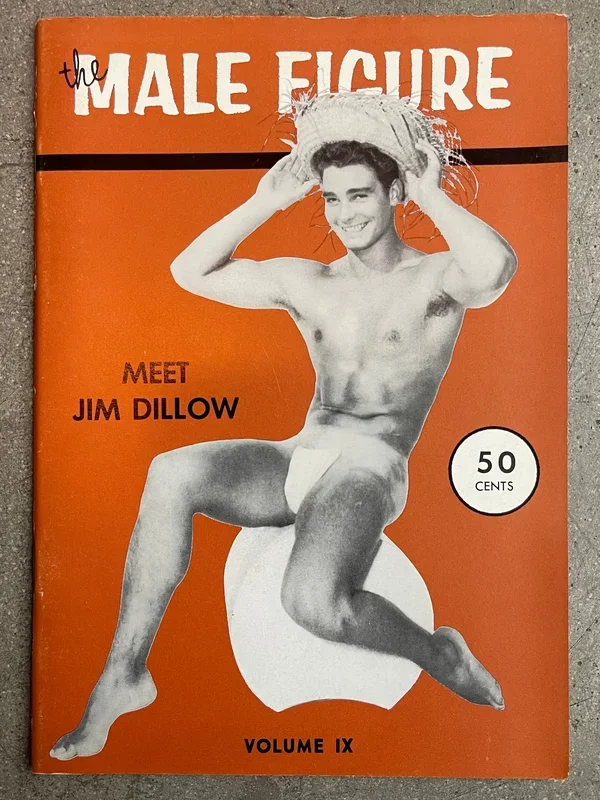 the
MALE FIGURE
MEET
JIM DILLOW
50
CENTS
VOLUME IX